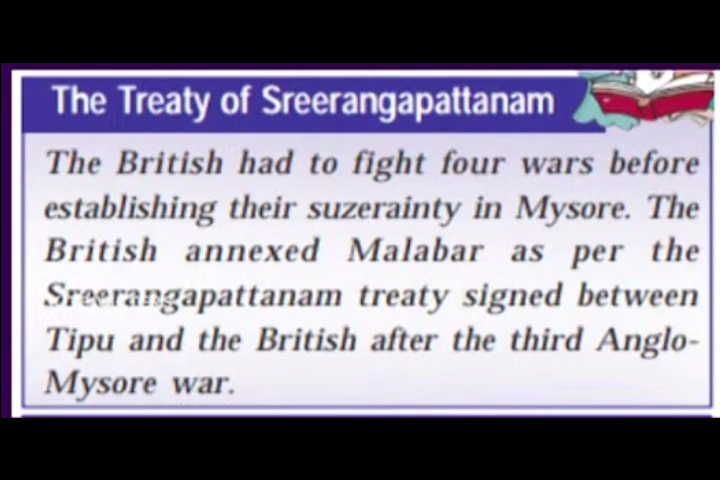 The Treaty of Sreerangapattanam
The British had to fight four wars before
establishing their suzerainty in Mysore. The
British annexed Malabar as per the
Sreerangapattanam treaty signed between
Tipu and the British after the third Anglo-
Mysore war.